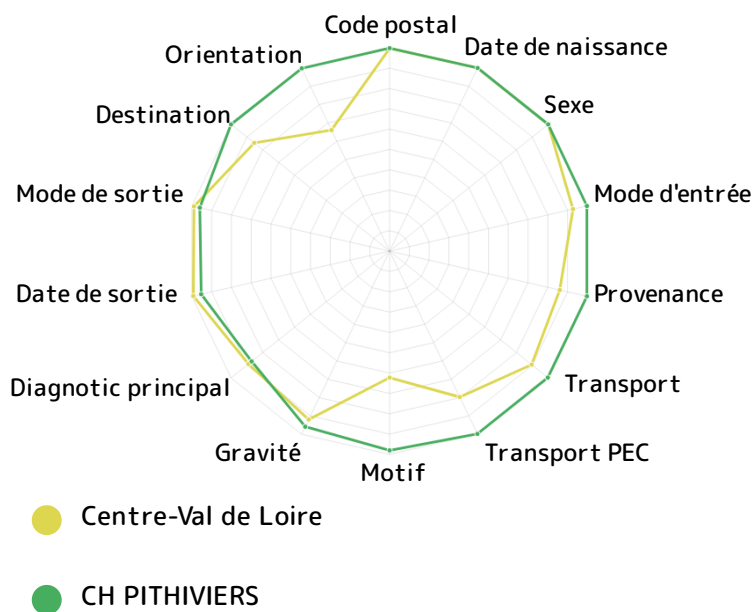 Code postal
Orientation
Date de naissance
Destination
Sexe
Mode de sortie
Mode d'entrée
Date de sortie
Provenance
Diagnotic principal
Transport
Gravité
Transport PEC
Motif
Centre-Val de Loire
CH PITHIVIERS